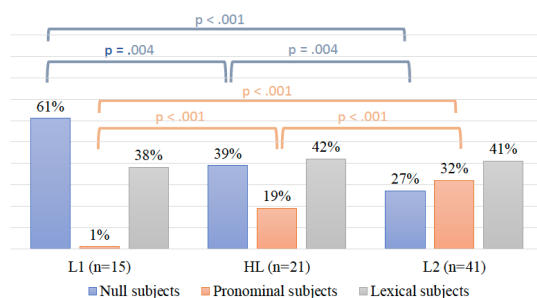 p < .001
p = .004
p = .004
p < .001
p < .001
p < .001
61%
1%
38%
39%
19%
42%
27%
32%
41%
L1 (n=15)
HL (n=21)
L2 (n=41)
Null subjects
Pronominal subjects
Lexical subjects